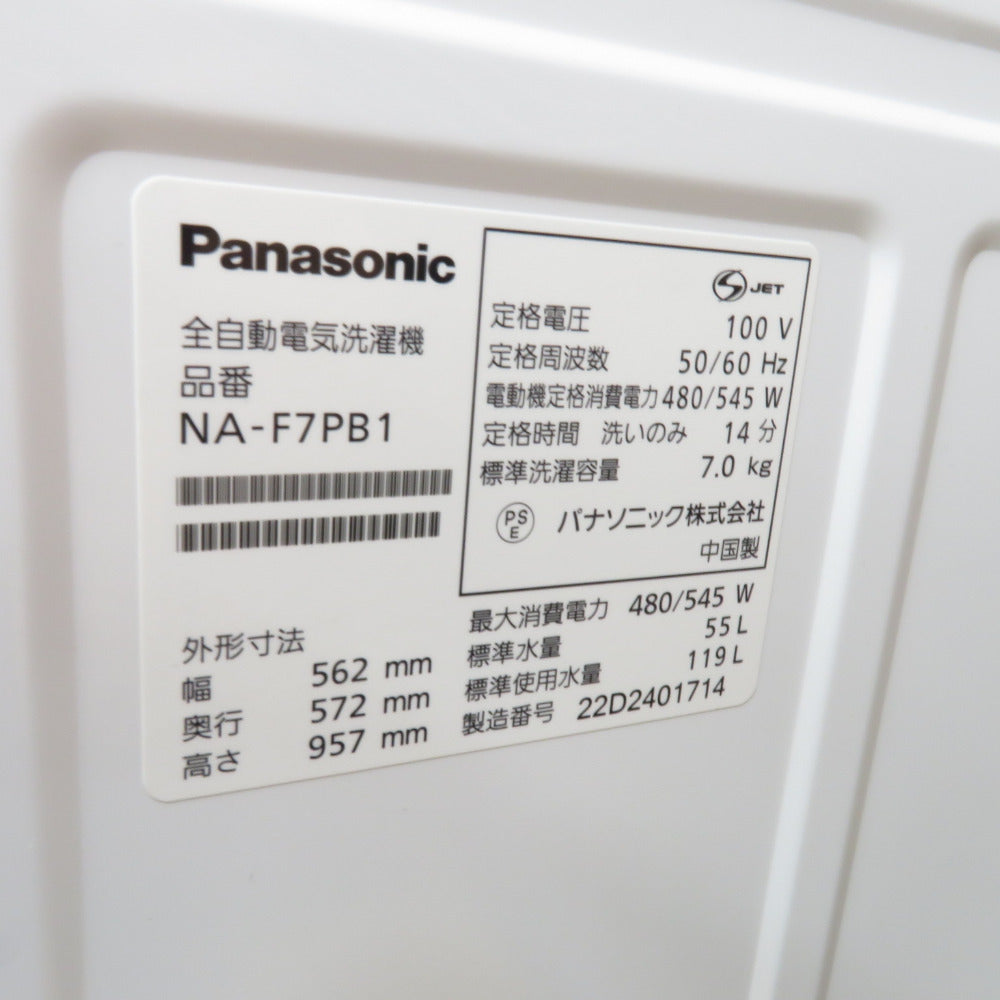 Panasonic
全自動電気洗濯機
品番
NA-F7PB1
外形寸法
幅 562 mm
奥行 572 mm
高さ 957 mm
S JET
定格電圧 100 V
定格周波数 50/60 Hz
電動機定格消費電力 480/545 W
定格時間 洗いのみ 14 分
標準洗濯容量 7.0 kg
PS
E
パナソニック株式会社
中国製
最大消費電力 480/545 W
標準水量 55 L
標準使用水量 119 L
製造番号 22D2401714